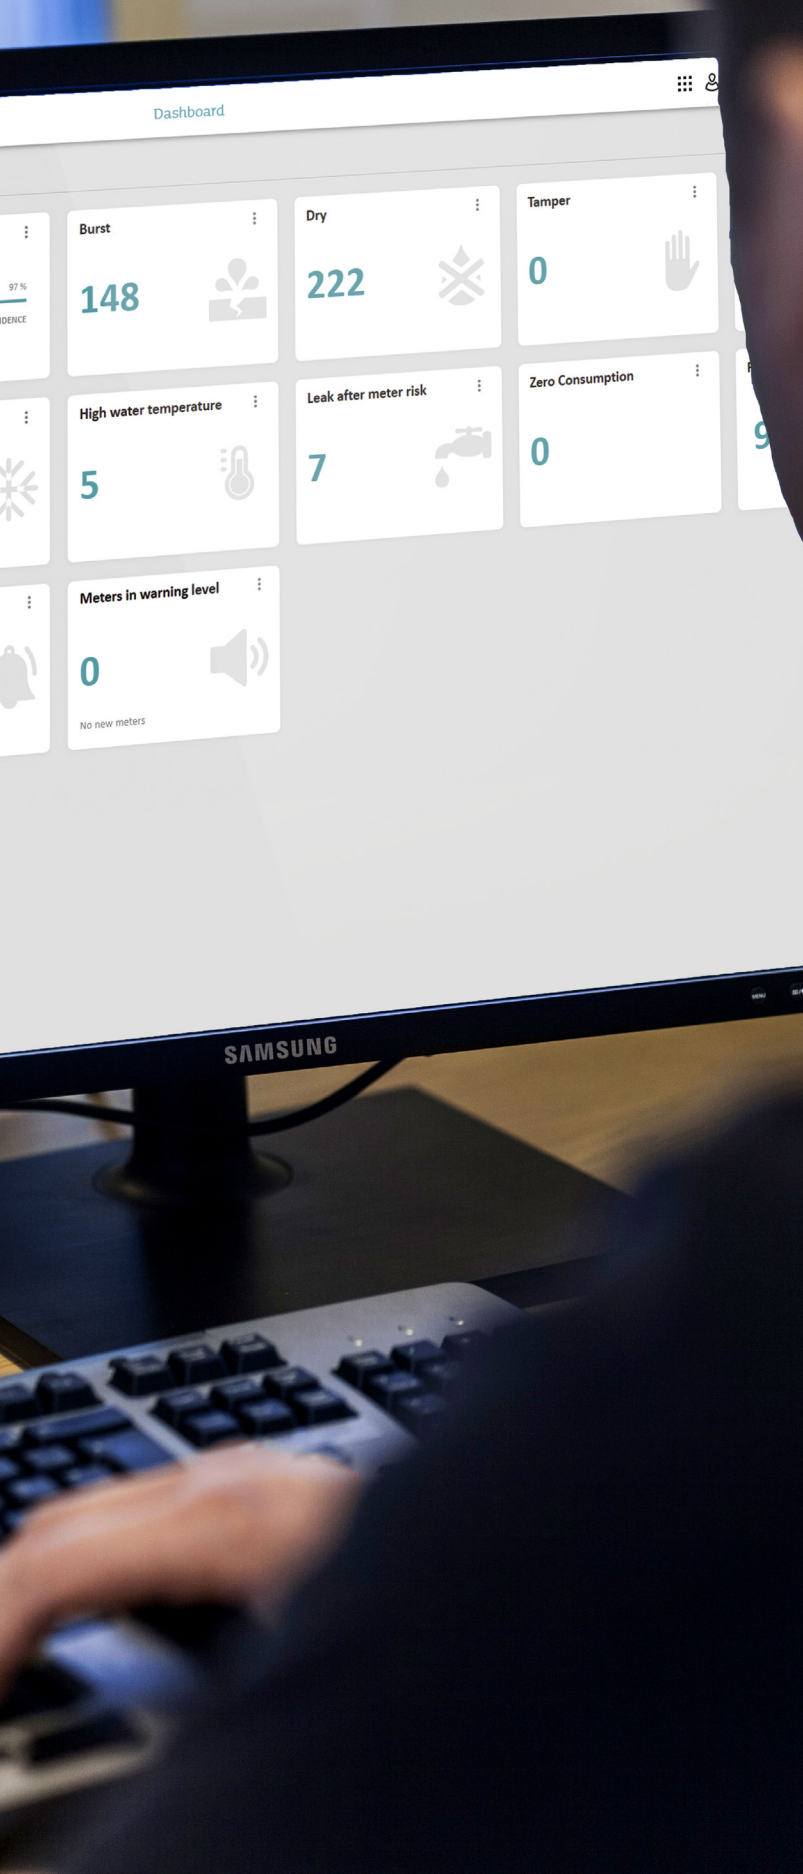 Dashboard
Burst
148
Dry
222
Tamper
0
97 %
High water temperature
5
Leak after meter risk
7
Zero Consumption
0
9
Meters in warning level
0
No new meters
SAMSUNG
MENU